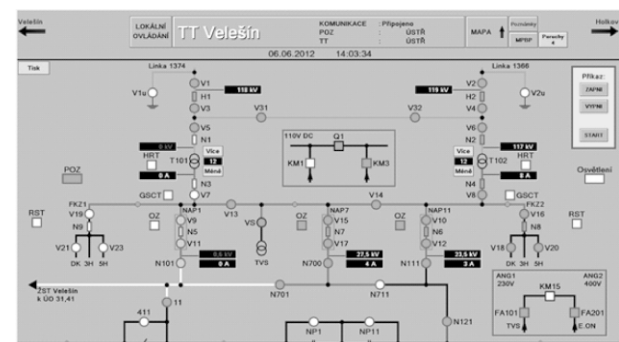 Velešín
LOKÁLNÍ
OVLÁDÁNÍ
TT Velešín
KOMUNIKACE : Připojeno
POZ : ÚSTŘ
TT : ÚSTŘ
MAPA
Poznámky
MPBP
Poruchy
4
Holkov
06.06.2012 14:03:34
Tisk
Linka 1374
Linka 1366
Příkaz:
ZAPNI
VYPNI
START
V1u
V1
118 kV
H1
V3
V31
V32
119 kV
V2
H2
V4
V2u
V5
N1
0 kV
HRT
T101
0 A
Více
12
Méně
110V DC
Q1
KM1
KM3
V6
N2
117 kV
HRT
T102
8 A
Více
12
Méně
POZ
Osvětlení
N3
GSCT
V7
N4
V8
GSCT
V14
V13
FKZ1
V19
N9
V21
V23
DK 3H 5H
RST
OZ
NAP1
V9
N5
V11
N101
0 A
VS
TVS
OZ
NAP7
V15
N7
V17
N700
27,5 kV
4 A
OZ
NAP11
V10
N6
V12
N111
3 A
FKZ2
V16
N8
V18
V20
DK 3H 5H
RST
ŽST Velešín
k ÚO 31,41
N701
N711
11
411
NP1
NP11
N121
ANG1
230V
ANG2
400V
KM15
FA101
FA201
TVS
E.ON